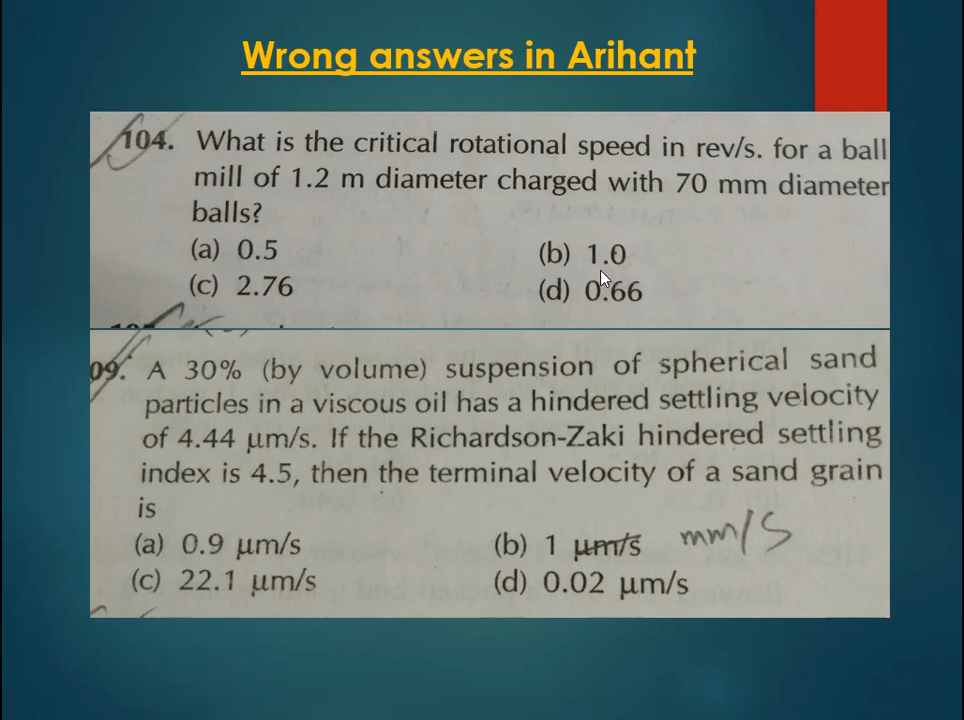 Wrong answers in Arihant
104. What is the critical rotational speed in rev/s. for a ball
mill of 1.2 m diameter charged with 70 mm diameter
balls?
(a) 0.5 (b) 1.0
(c) 2.76 (d) 0.66
09. A 30% (by volume) suspension of spherical sand
particles in a viscous oil has a hindered settling velocity
of 4.44 μm/s. If the Richardson-Zaki hindered settling
index is 4.5, then the terminal velocity of a sand grain
is
(a) 0.9 μm/s (b) 1 μm/s mm/s
(c) 22.1 μm/s (d) 0.02 μm/s